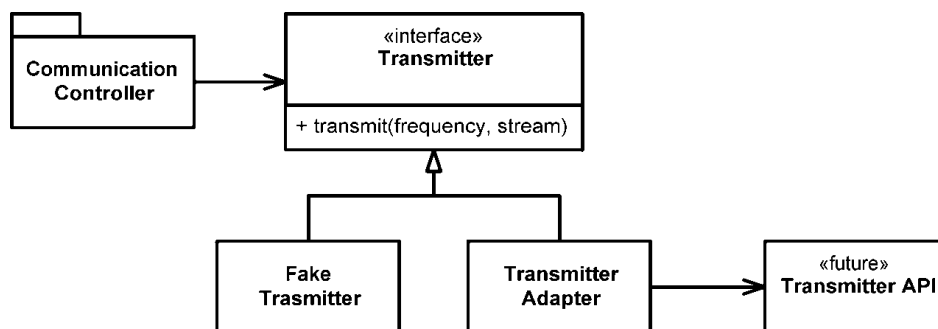 Communication
Controller
«interface»
Transmitter
+ transmit(frequency, stream)
Fake
Trasmitter
Transmitter
Adapter
«future»
Transmitter API